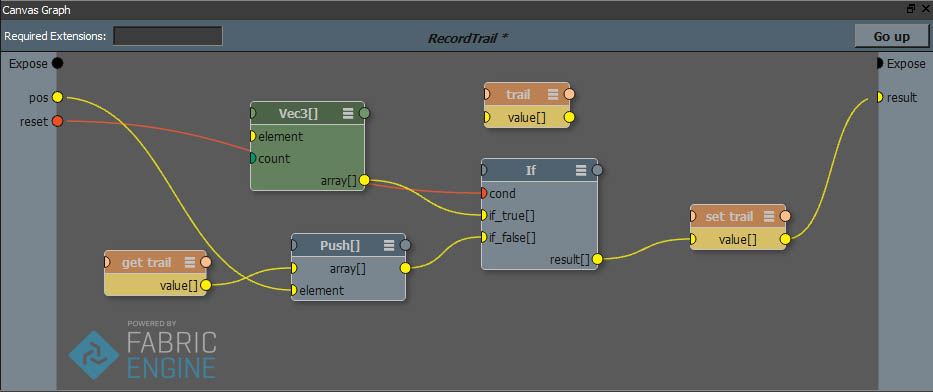 Canvas Graph
Required Extensions:
RecordTrail *
Go up
Expose
pos
reset
Vec3[]
element
count
array[]
trail
value[]
If
cond
if_true[]
if_false[]
result[]
get trail
value[]
Push[]
array[]
element
set trail
value[]
Expose
result
POWERED BY
FABRIC
ENGINE